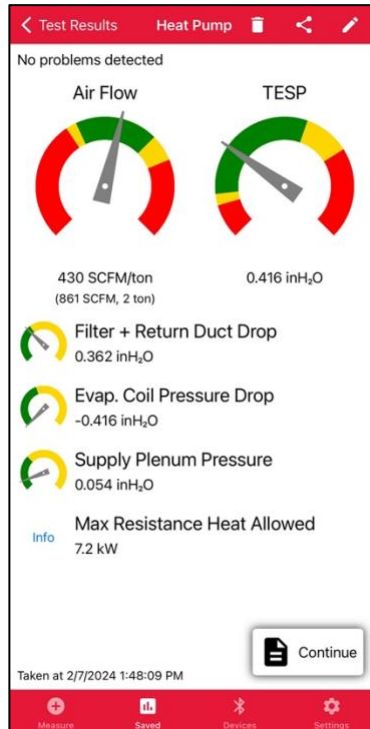 Test Results Heat Pump
No problems detected
Air Flow TESP
430 SCFM/ton 0.416 inH₂O
(861 SCFM, 2 ton)
Filter + Return Duct Drop
0.362 inH₂O
Evap. Coil Pressure Drop
-0.416 inH₂O
Supply Plenum Pressure
0.054 inH₂O
Max Resistance Heat Allowed
Info
7.2 kW
Continue
Taken at 2/7/2024 1:48:09 PM
Measure Saved Devices Settings